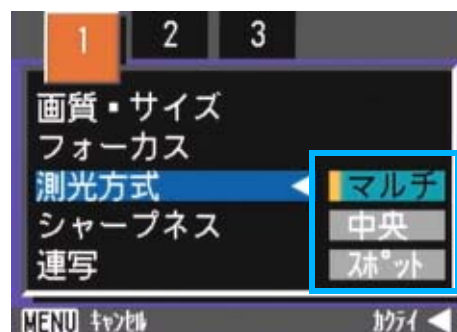 1 2 3
画質・サイズ
フォーカス
測光方式 マルチ
シャープネス 中央
連写 ｽﾎﾟｯﾄ
MENU ｷｬﾝｾﾙ ｶｸﾃｲ